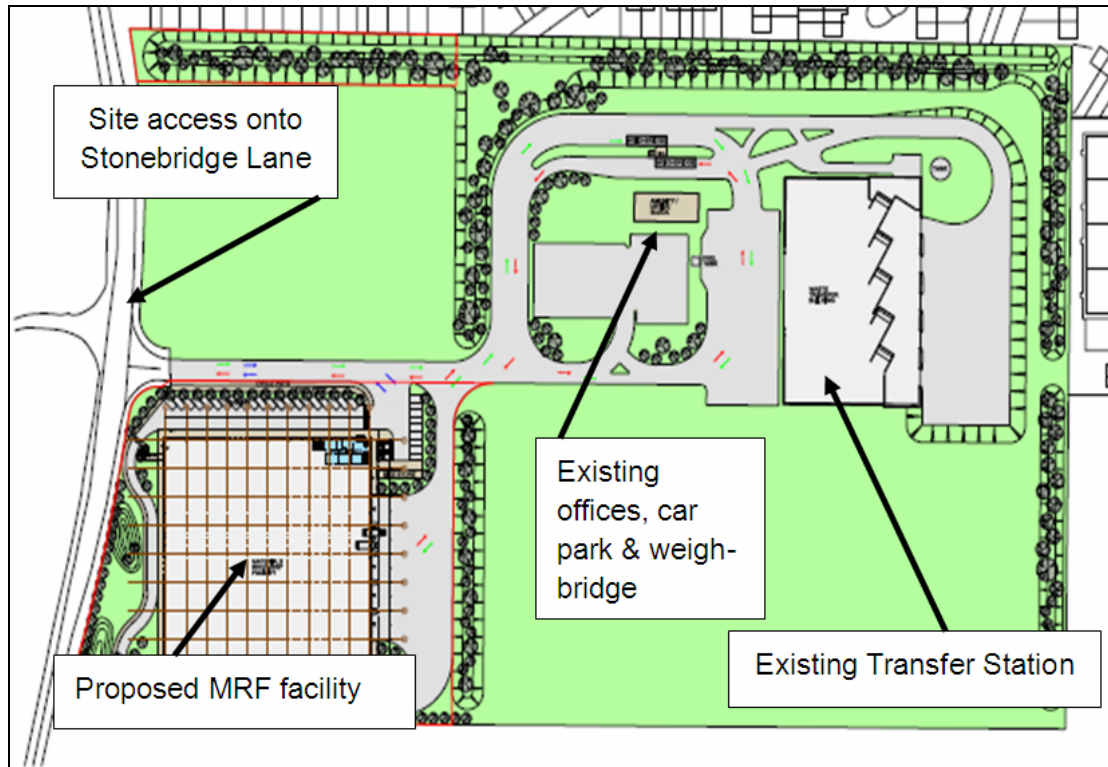 Site access onto
Stonebridge Lane
Existing
offices, car
park & weigh-
bridge
Existing Transfer Station
Proposed MRF facility